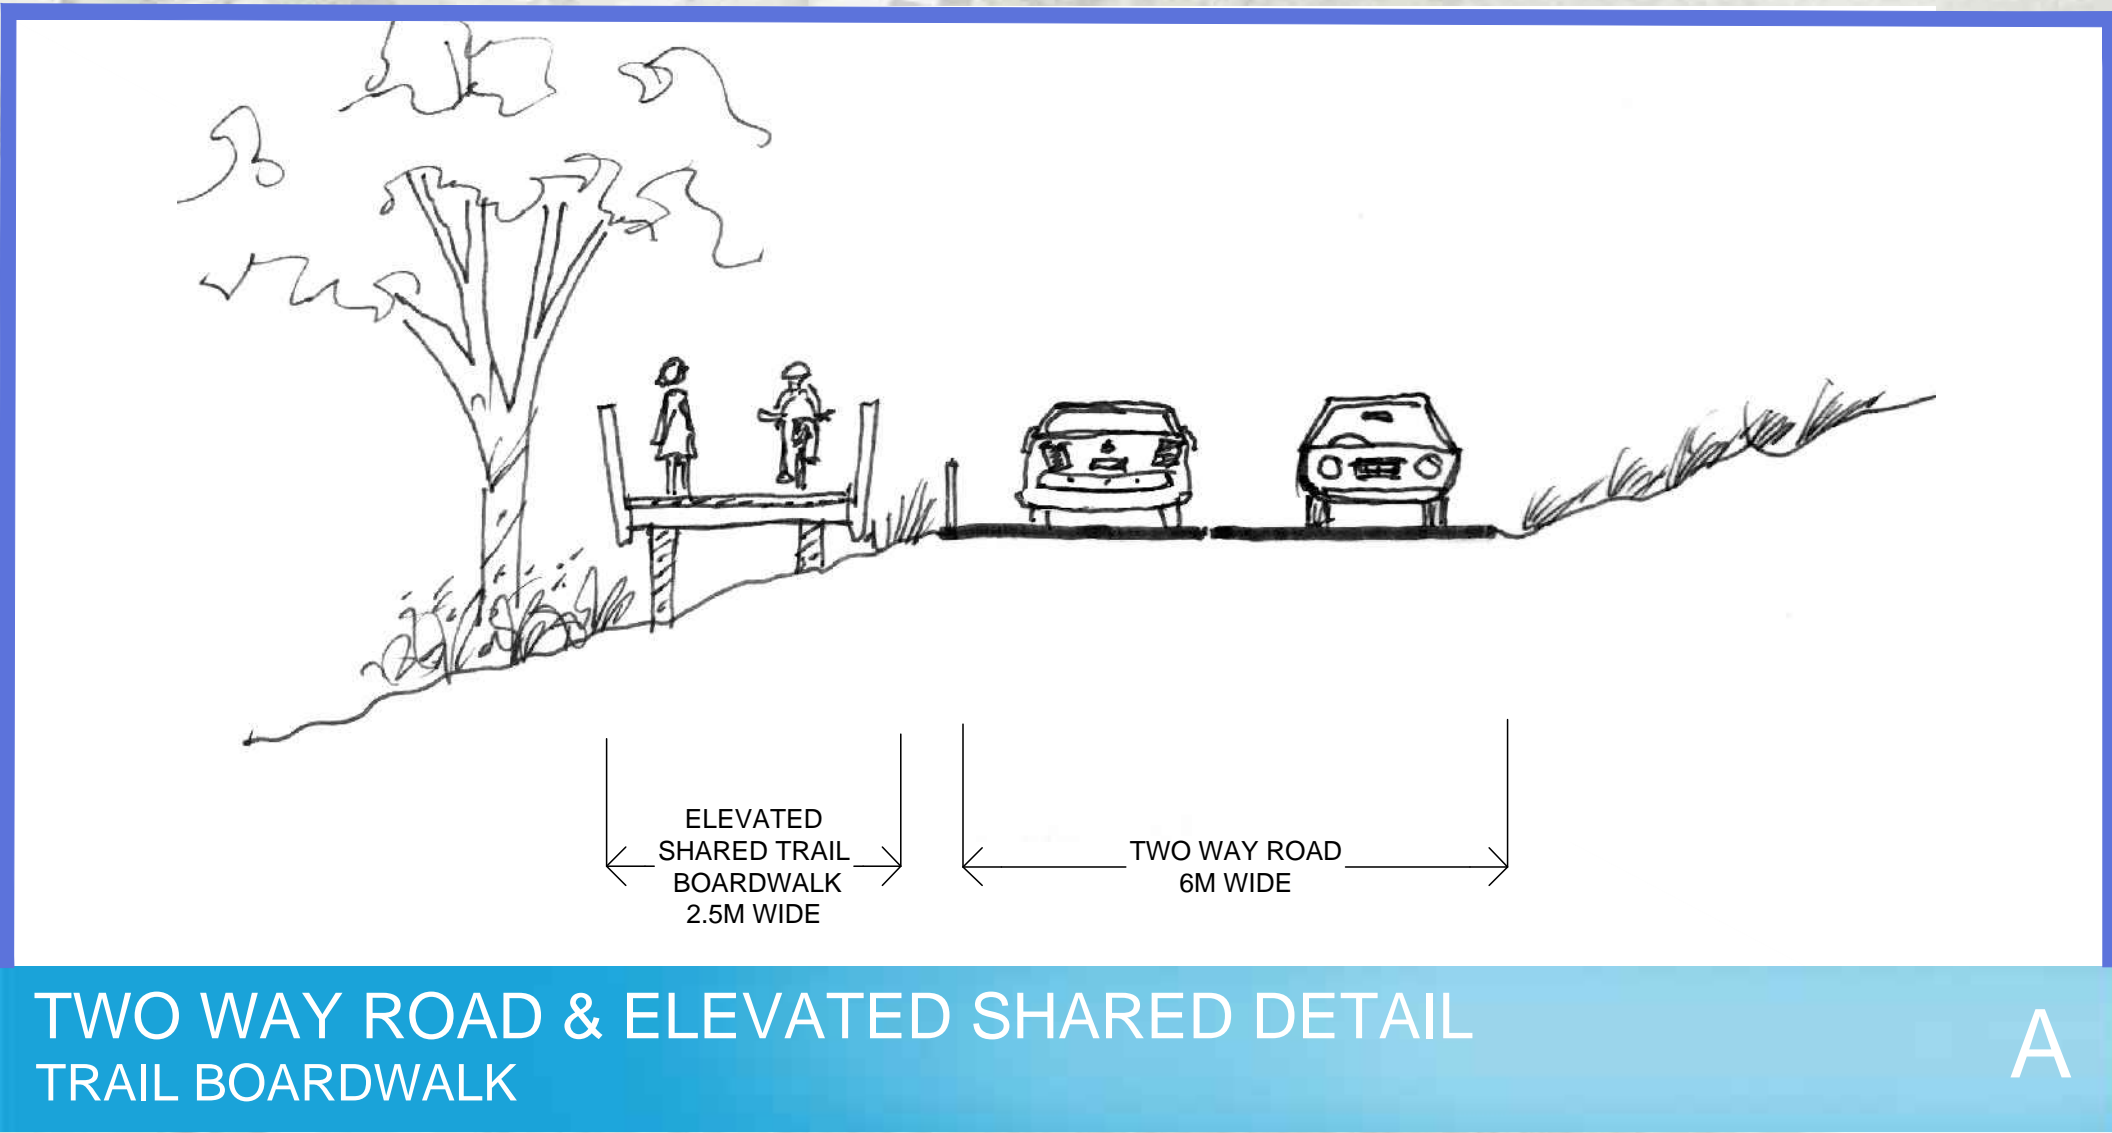 ELEVATED
SHARED TRAIL
BOARDWALK
2.5M WIDE
TWO WAY ROAD
6M WIDE
TWO WAY ROAD & ELEVATED SHARED DETAIL
TRAIL BOARDWALK
A